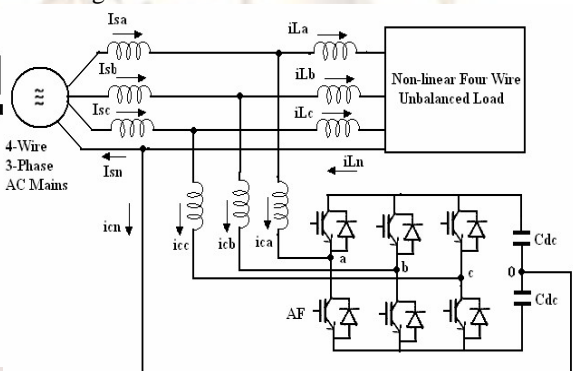 Isa
iLa
Isb
iLb
Isc
iLc
Non-linear Four Wire
Unbalanced Load
4-Wire
3-Phase
AC Mains
Isn
iLn
icn
icc
icb
ica
a
b
c
0
Cdc
Cdc
AF